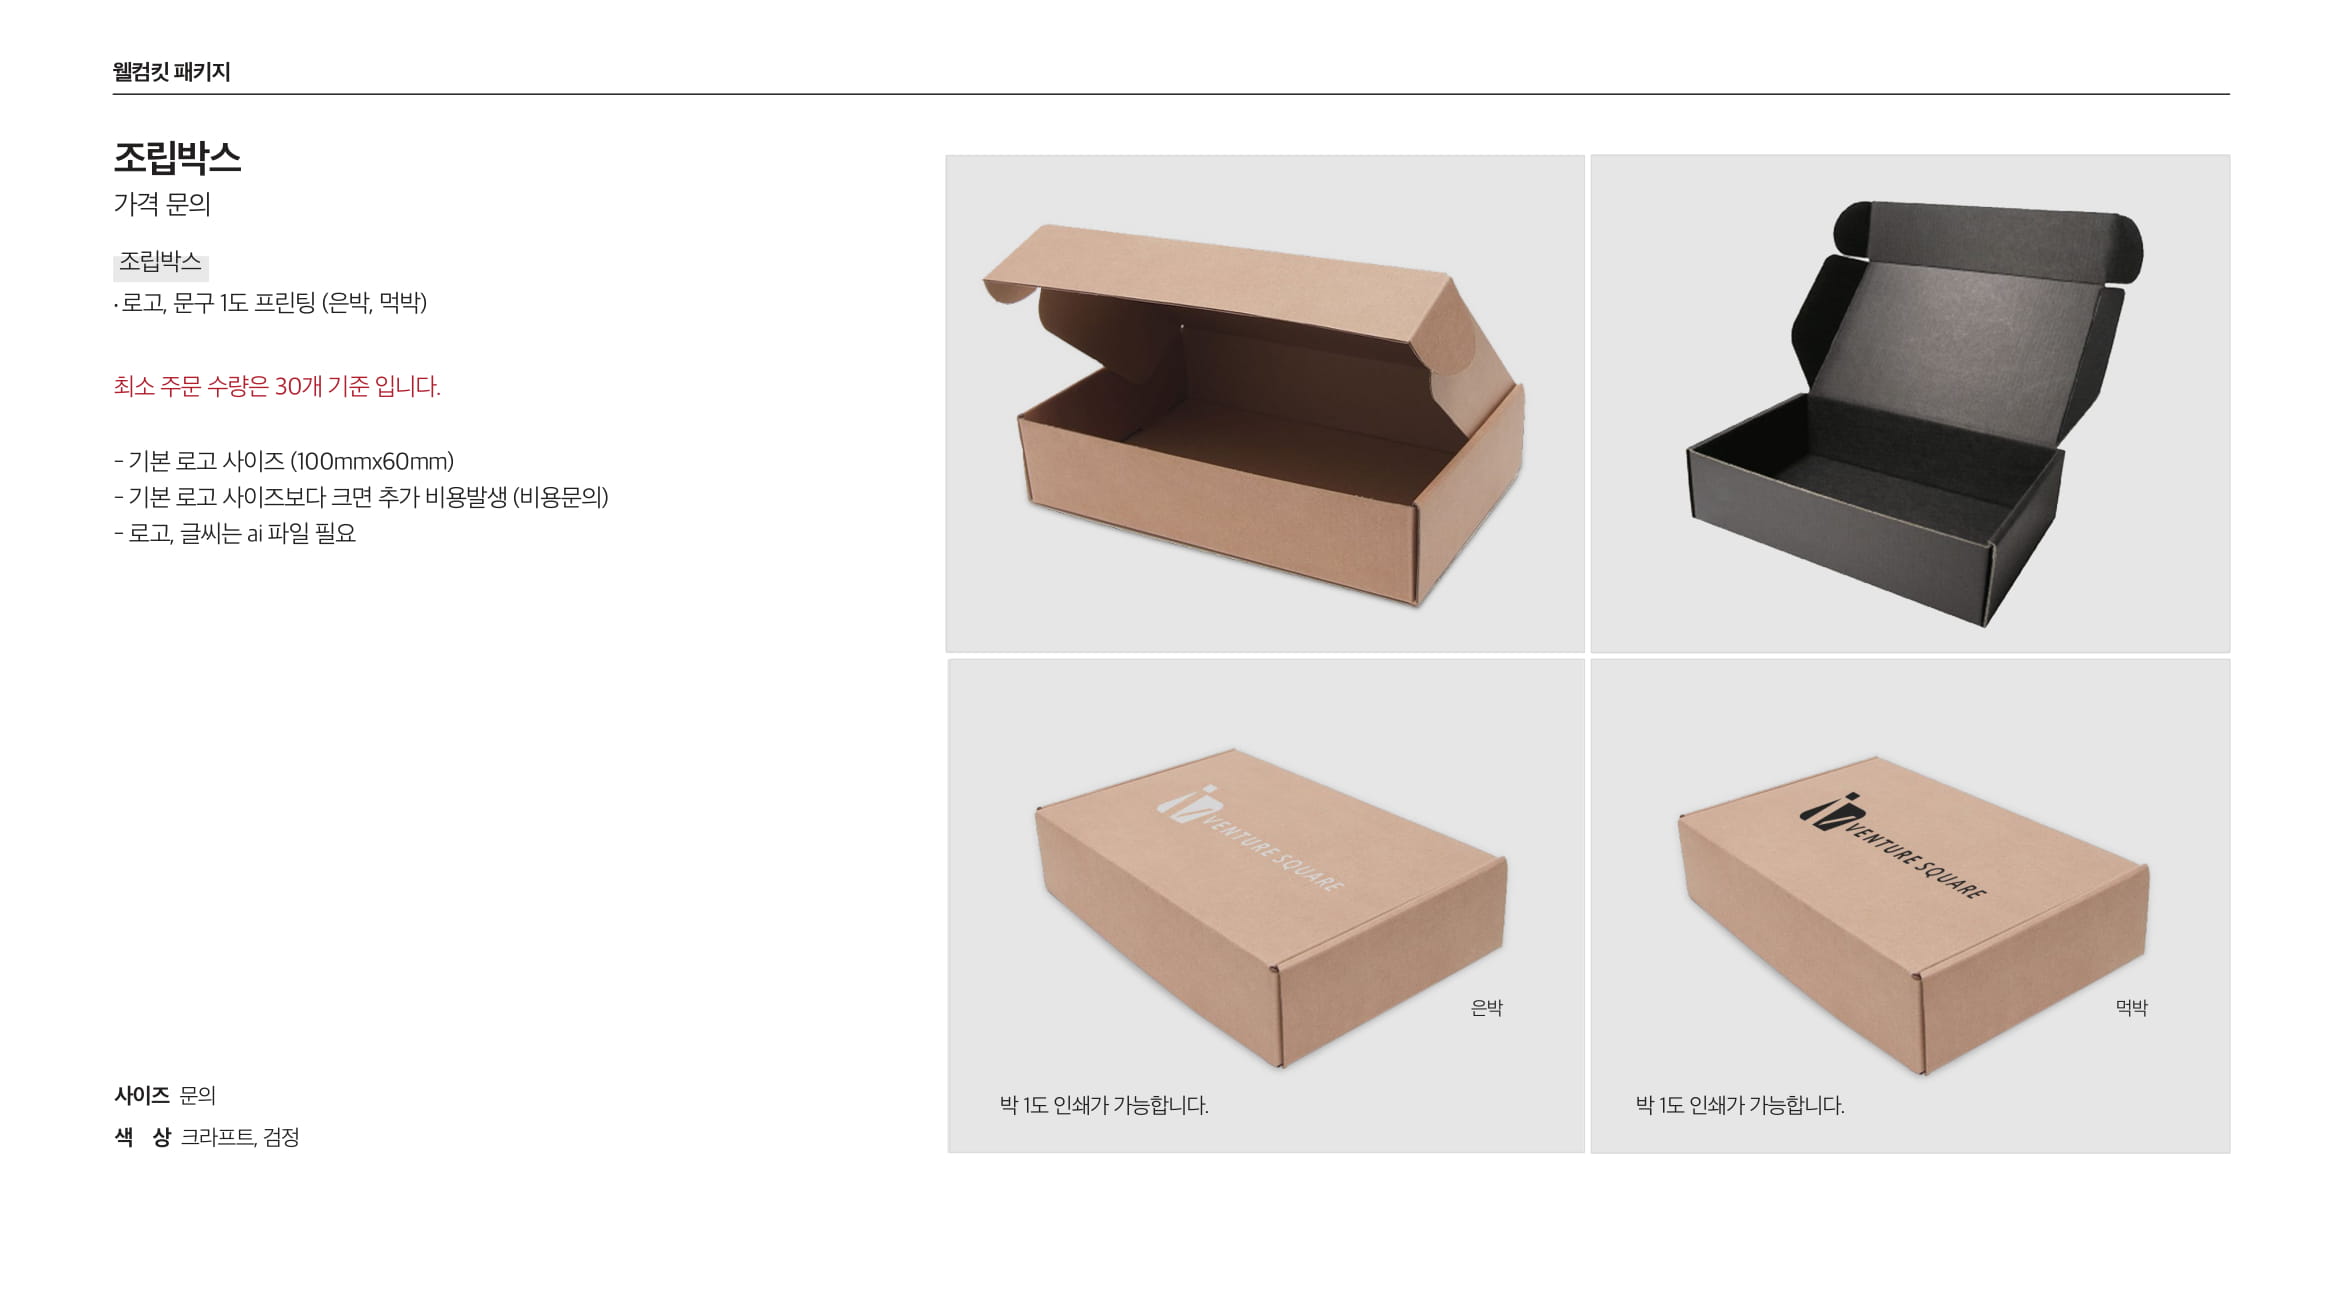 웰컴킷 패키지
조립박스
가격 문의
조립박스
· 로고, 문구 1도 프린팅 (은박, 먹박)
최소 주문 수량은 30개 기준 입니다.
- 기본 로고 사이즈 (100mmx60mm)
- 기본 로고 사이즈보다 크면 추가 비용발생 (비용문의)
- 로고, 글씨는 ai 파일 필요
사이즈 문의
색 상 크라프트, 검정
VENTURE SQUARE
은박
박 1도 인쇄가 가능합니다.
VENTURE SQUARE
먹박
박 1도 인쇄가 가능합니다.